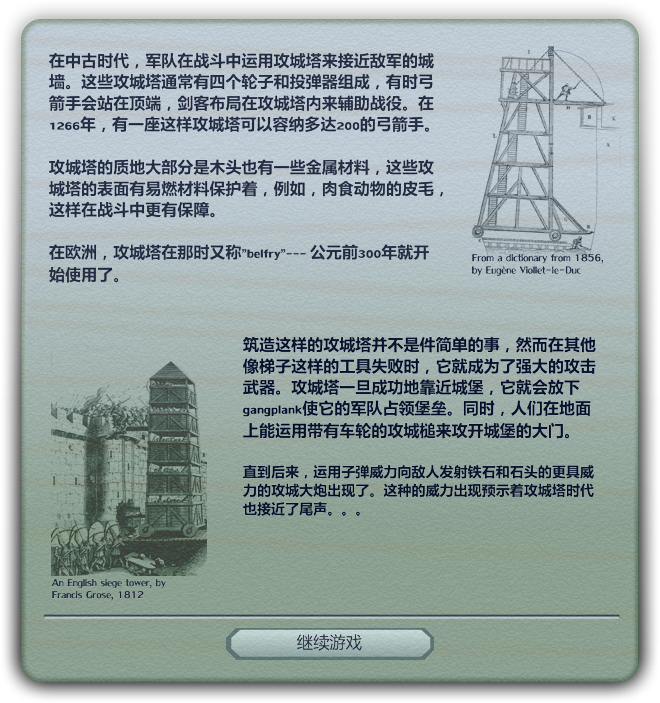 在中古时代，军队在战斗中运用攻城塔来接近敌军的城
墙。这些攻城塔通常有四个轮子和投弹器组成，有时弓
箭手会站在顶端，剑客布局在攻城塔内来辅助战役。在
1266年，有一座这样攻城塔可以容纳多达200的弓箭手。
攻城塔的质地大部分是木头也有一些金属材料，这些攻
城塔的表面有易燃材料保护着，例如，肉食动物的皮毛，
这样在战斗中更有保障。
在欧洲，攻城塔在那时又称"belfry"--- 公元前300年就开
始使用了。
From a dictionary from 1856,
by Eugène Viollet-le-Duc
筑造这样的攻城塔并不是件简单的事，然而在其他
像梯子这样的工具失败时，它就成为了强大的攻击
武器。攻城塔一旦成功地靠近城堡，它就会放下
gangplank使它的军队占领堡垒。同时，人们在地面
上能运用带有车轮的攻城槌来攻开城堡的大门。
直到后来，运用子弹威力向敌人发射铁石和石头的更具威
力的攻城大炮出现了。这种的威力出现预示着攻城塔时代
也接近了尾声。。。
An English siege tower, by
Francis Grose, 1812
继续游戏